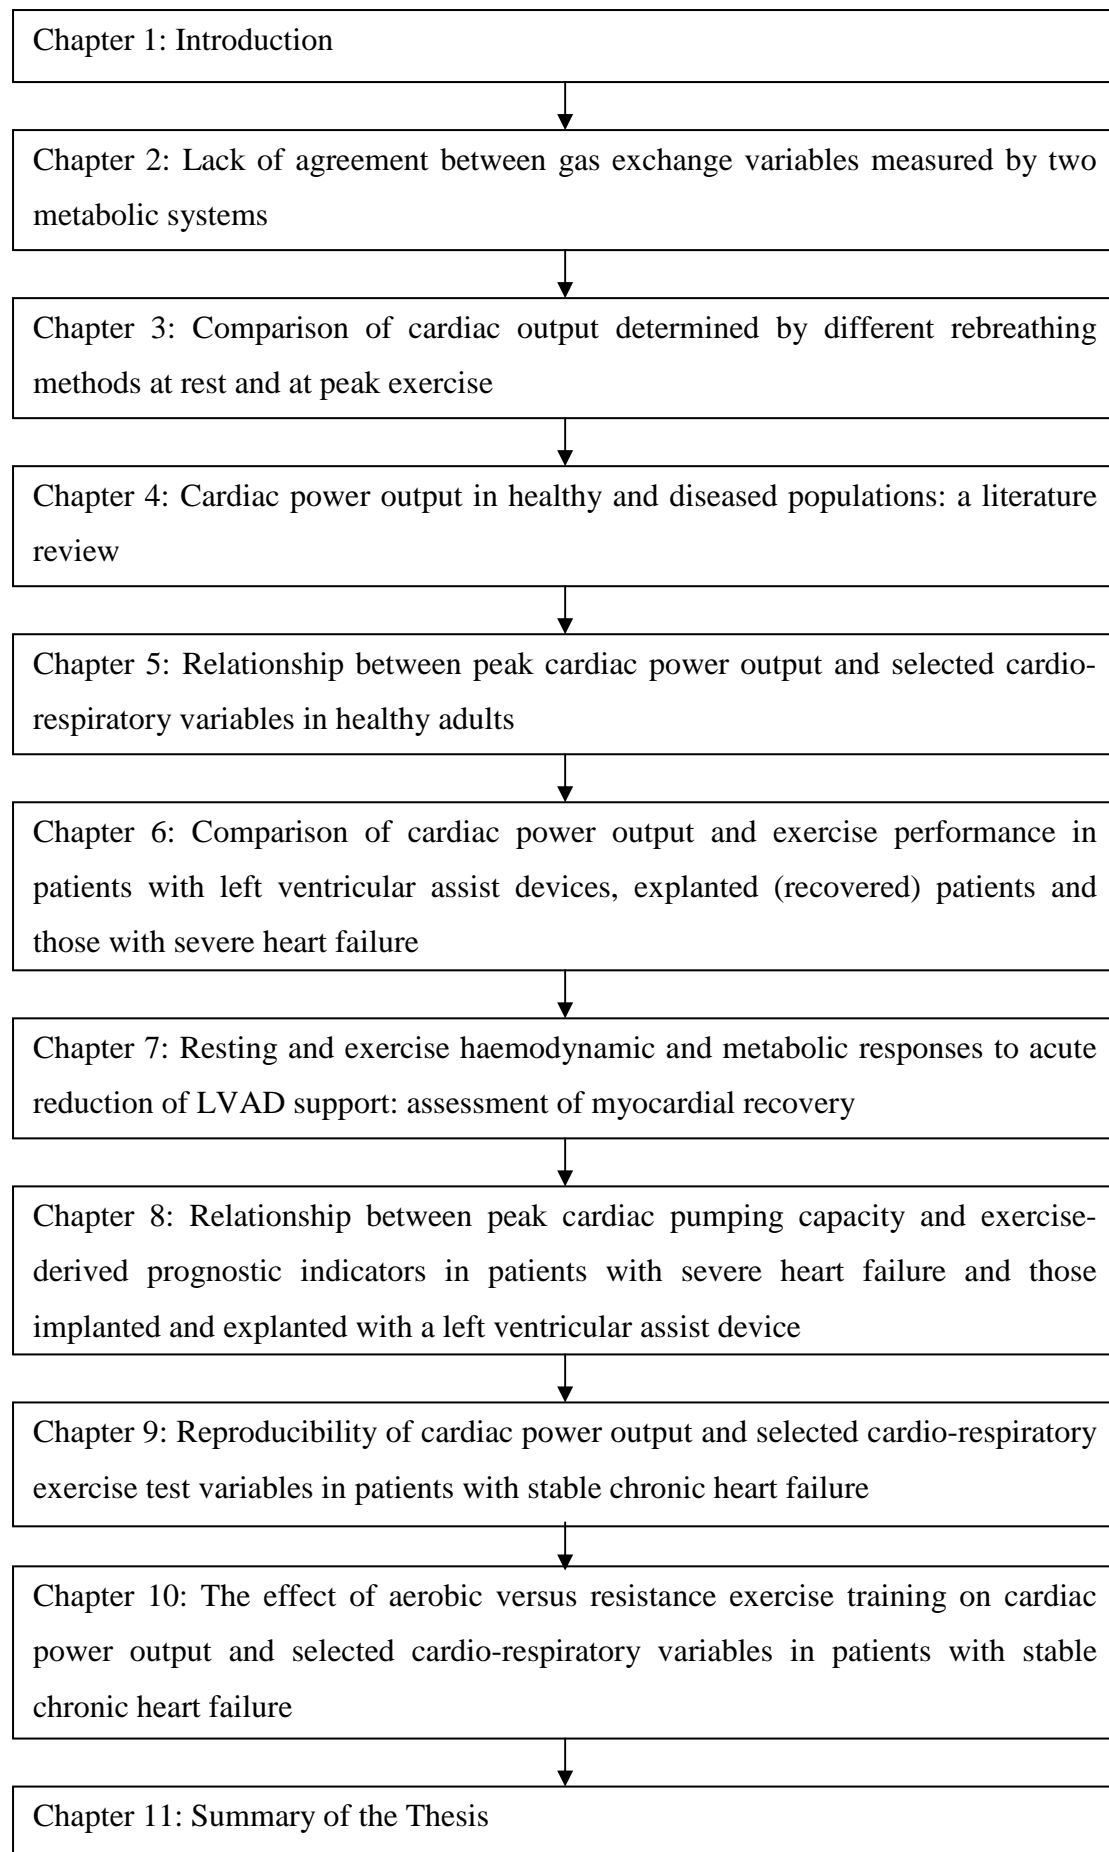 Chapter 1: Introduction
Chapter 2: Lack of agreement between gas exchange variables measured by two
metabolic systems
Chapter 3: Comparison of cardiac output determined by different rebreathing
methods at rest and at peak exercise
Chapter 4: Cardiac power output in healthy and diseased populations: a literature
review
Chapter 5: Relationship between peak cardiac power output and selected cardio-
respiratory variables in healthy adults
Chapter 6: Comparison of cardiac power output and exercise performance in
patients with left ventricular assist devices, explanted (recovered) patients and
those with severe heart failure
Chapter 7: Resting and exercise haemodynamic and metabolic responses to acute
reduction of LVAD support: assessment of myocardial recovery
Chapter 8: Relationship between peak cardiac pumping capacity and exercise-
derived prognostic indicators in patients with severe heart failure and those
implanted and explanted with a left ventricular assist device
Chapter 9: Reproducibility of cardiac power output and selected cardio-respiratory
exercise test variables in patients with stable chronic heart failure
Chapter 10: The effect of aerobic versus resistance exercise training on cardiac
power output and selected cardio-respiratory variables in patients with stable
chronic heart failure
Chapter 11: Summary of the Thesis